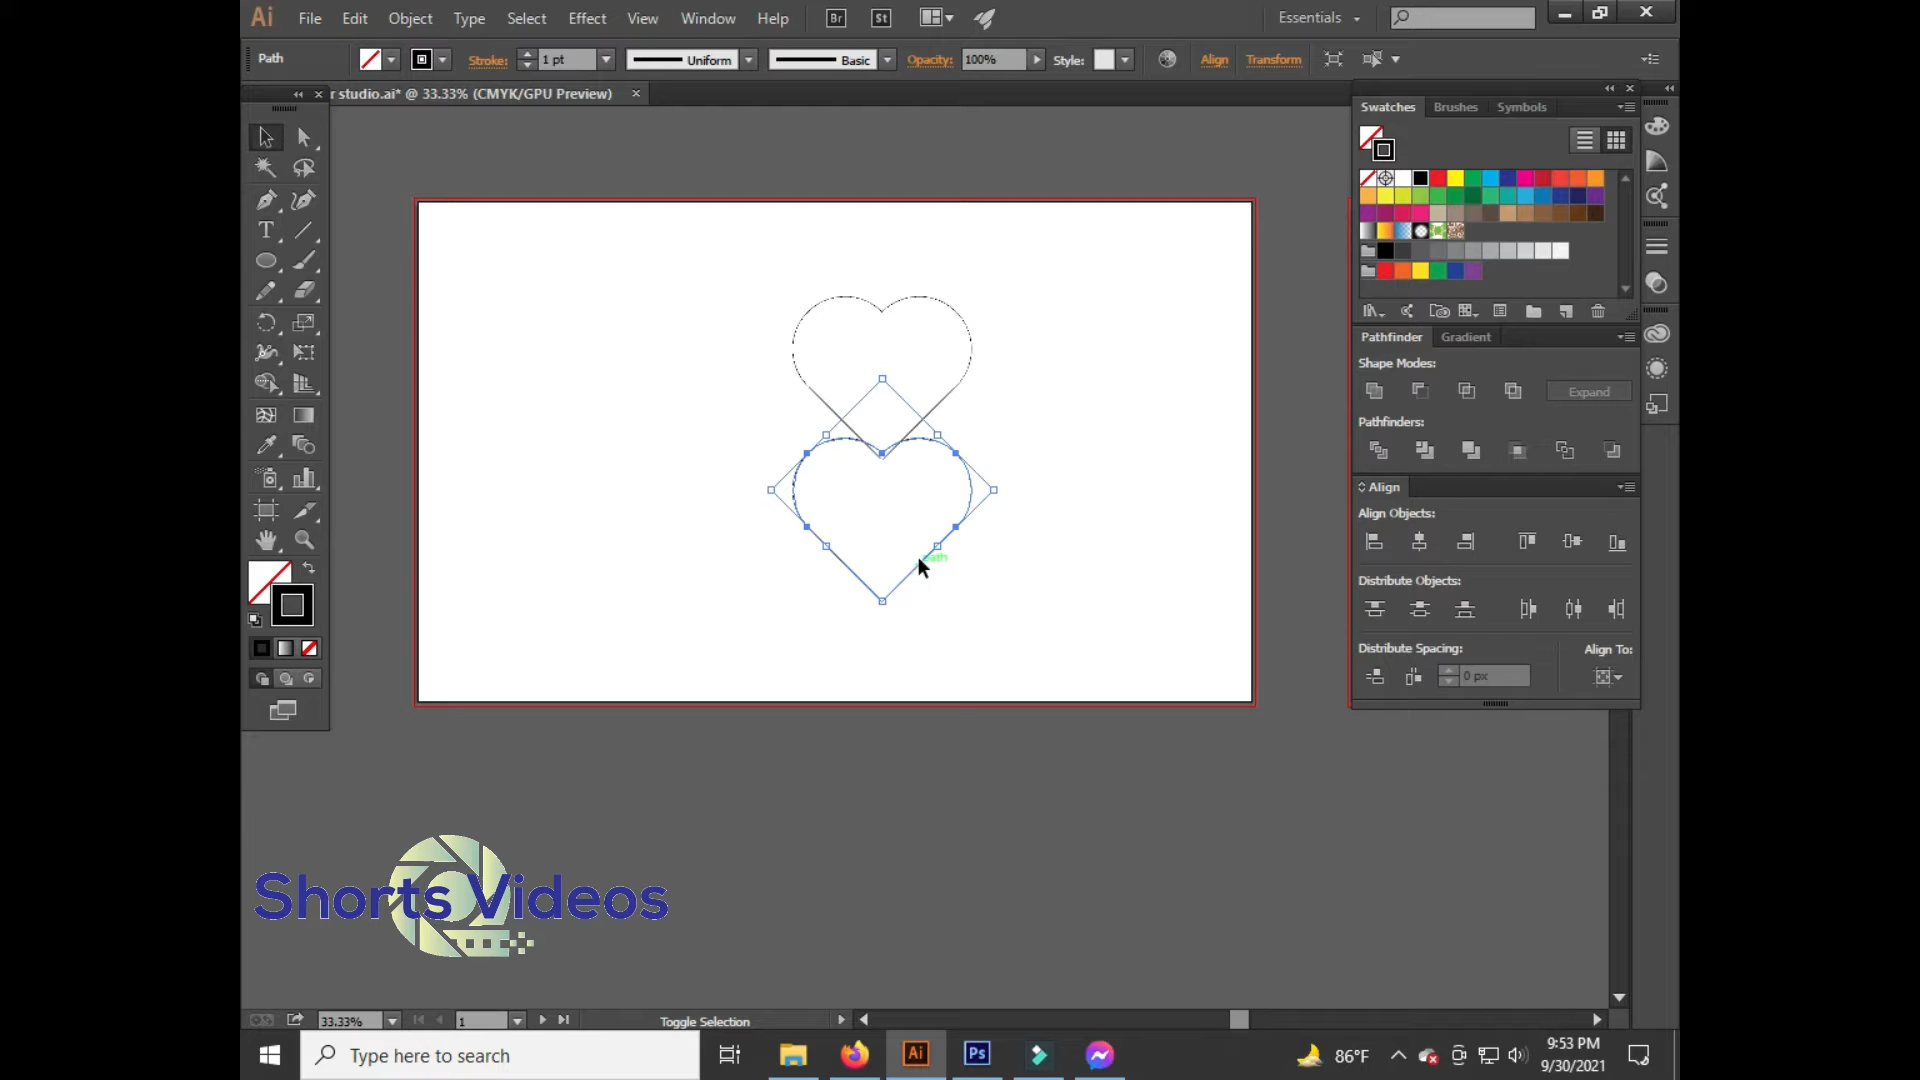 Ai File Edit Object Type Select Effect View Window Help Br St Essentials
Path Stroke: 1 pt Uniform Basic Opacity: 100% Style: Align Transform
r studio.ai* @ 33.33% (CMYK/GPU Preview)
Swatches Brushes Symbols
Pathfinder Gradient
Shape Modes:
Expand
Pathfinders:
Align
Align Objects:
Distribute Objects:
Distribute Spacing: Align To:
0 px
path
Shorts Videos
33.33% 1 Toggle Selection
Type here to search Ai Ps 86°F 9:53 PM
9/30/2021